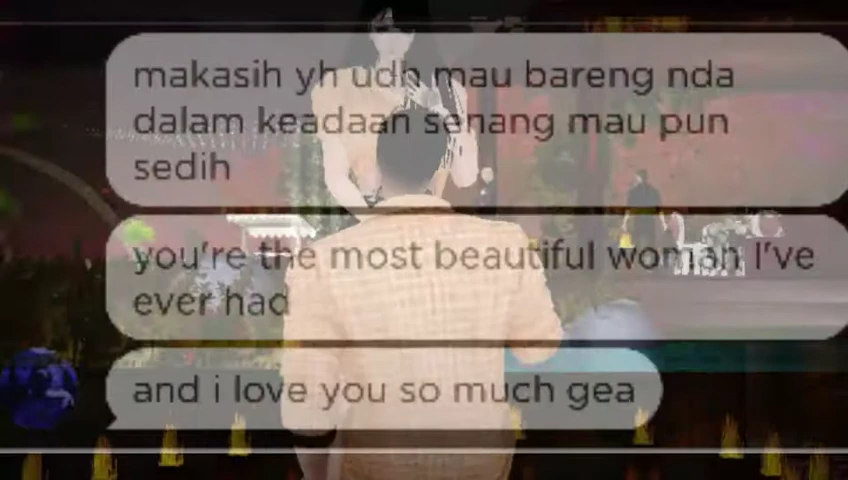 makasih yh udh mau bareng nda
dalam keadaan senang mau pun
sedih
you're the most beautiful woman I've
ever had
and i love you so much gea